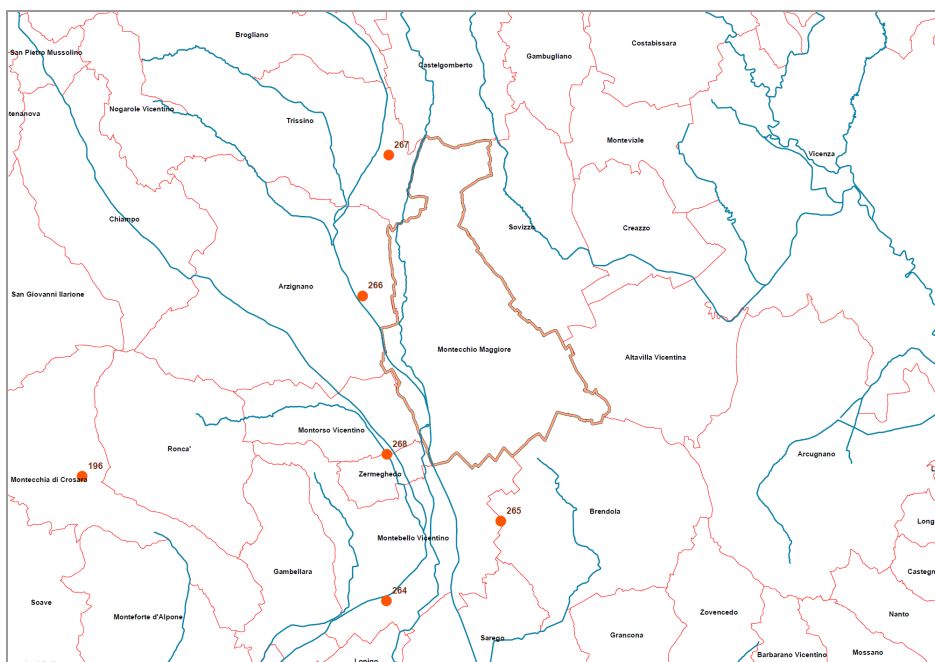 Brogliano
Costabissara
San Pietro Mussolino
Gambugliano
Castelgomberto
tenanova
Nogarole Vicentino
Trissino
Monteviale
267
Vicenza
Chiampo
Sovizzo
Creazzo
Arzignano
266
San Giovanni Ilarione
Montecchio Maggiore
Altavilla Vicentina
Montorso Vicentino
268
Ronca'
Arcugnano
196
Zermeghedo
Montecchia di Crosara
265
Brendola
Long
Montebello Vicentino
Gambellara
Castegn
264
Soave
Monteforte d'Alpone
Zovencedo
Nanto
Sarego
Grancona
Mossano
Barbarano Vicentino
Lonigo